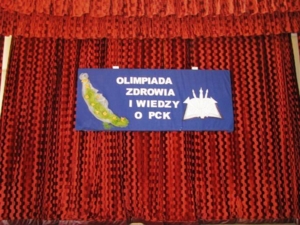 OLIMPIADA
ZDROWIA
I WIEDZY
O PCK